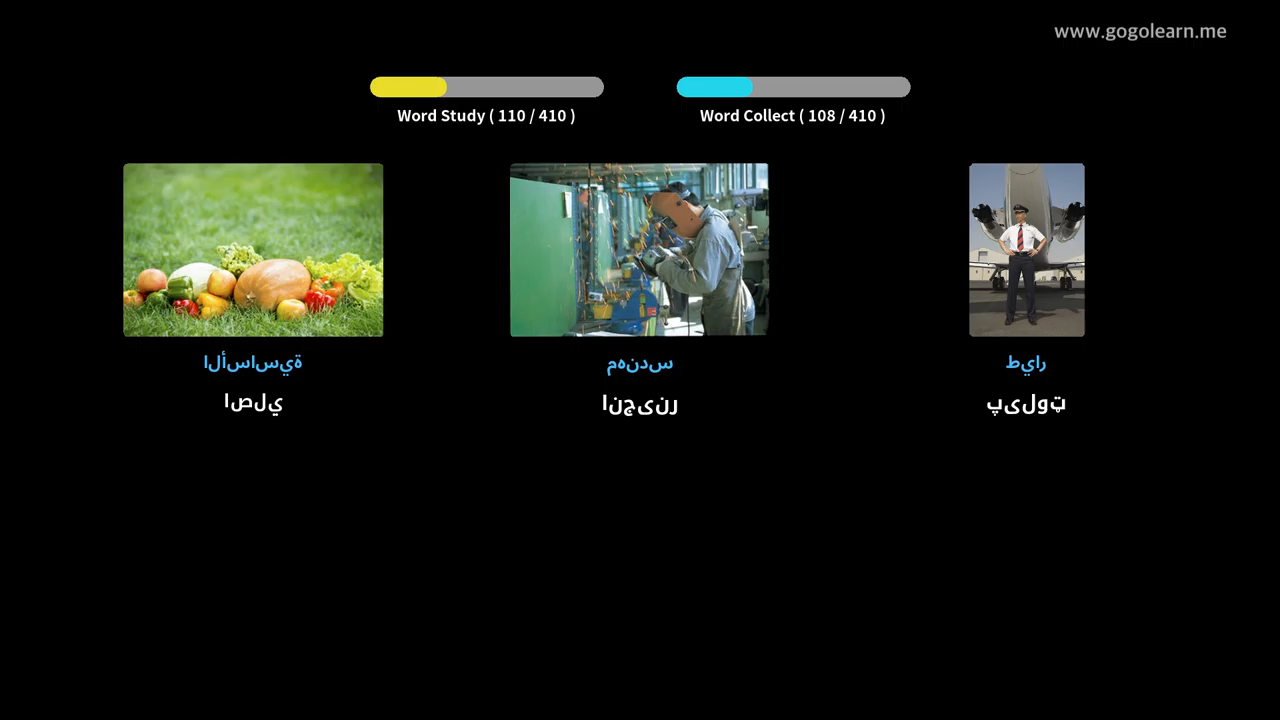 www.gogolearn.me
Word Study ( 110 / 410 )
Word Collect ( 108 / 410 )
الأساسية
اصلي
مهندس
انجینر
طيار
پیلوټ